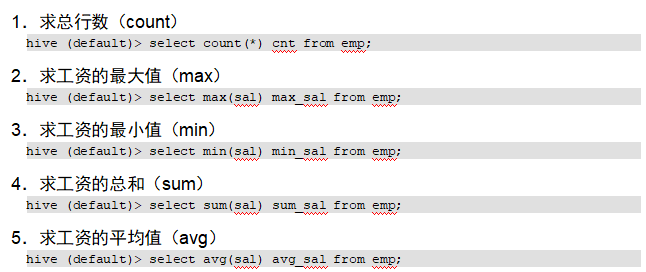 1．求总行数（count）
hive (default)> select count(*) cnt from emp;
2．求工资的最大值（max）
hive (default)> select max(sal) max_sal from emp;
3．求工资的最小值（min）
hive (default)> select min(sal) min_sal from emp;
4．求工资的总和（sum）
hive (default)> select sum(sal) sum_sal from emp;
5．求工资的平均值（avg）
hive (default)> select avg(sal) avg_sal from emp;